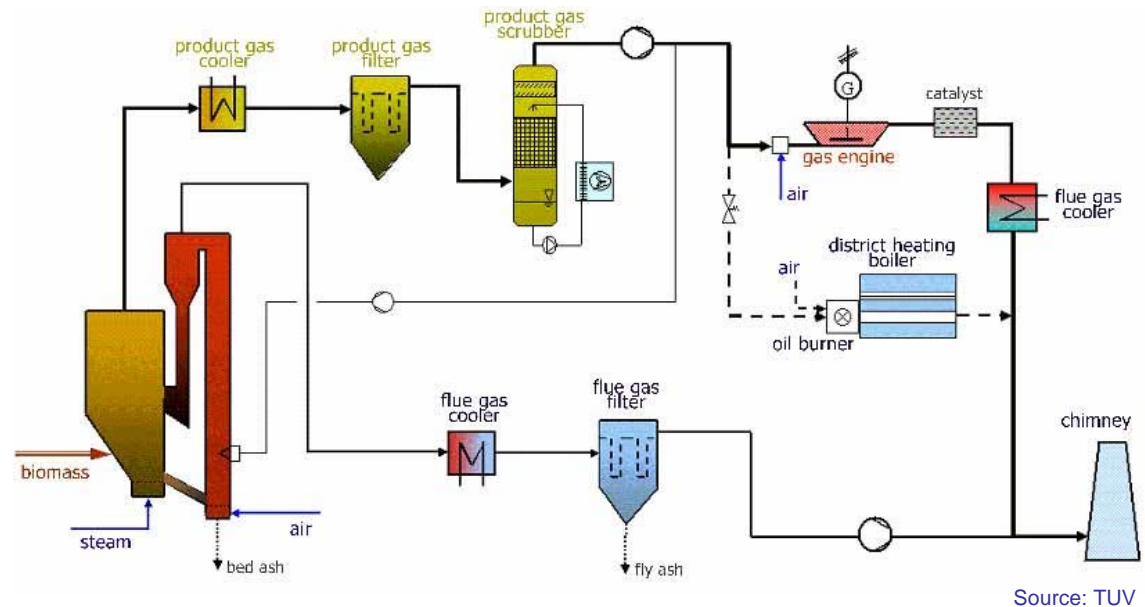 product gas
cooler
product gas
filter
product gas
scrubber
G
catalyst
gas engine
air
flue gas
cooler
district heating
boiler
air
oil burner
flue gas
cooler
flue gas
filter
chimney
biomass
steam
air
bed ash
fly ash
Source: TUV